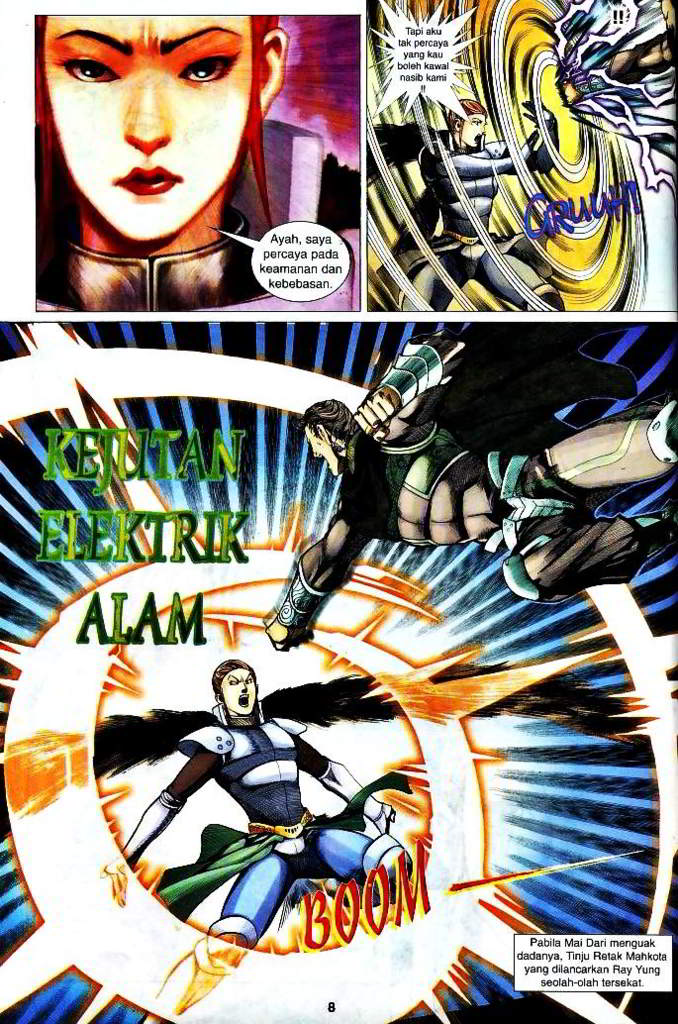 Ayah, saya
percaya pada
keamanan dan
kebebasan.
Tapi aku
tak percaya
yang kau
boleh kawal
nasib kami
!!
!!
GRUUH!!
KEJUTAN
ELEKTRIK
ALAM
BOOM
Pabila Mai Dari menguak
dadanya, Tinju Retak Mahkota
yang dilancarkan Ray Yung
seolah-olah tersekat.
8